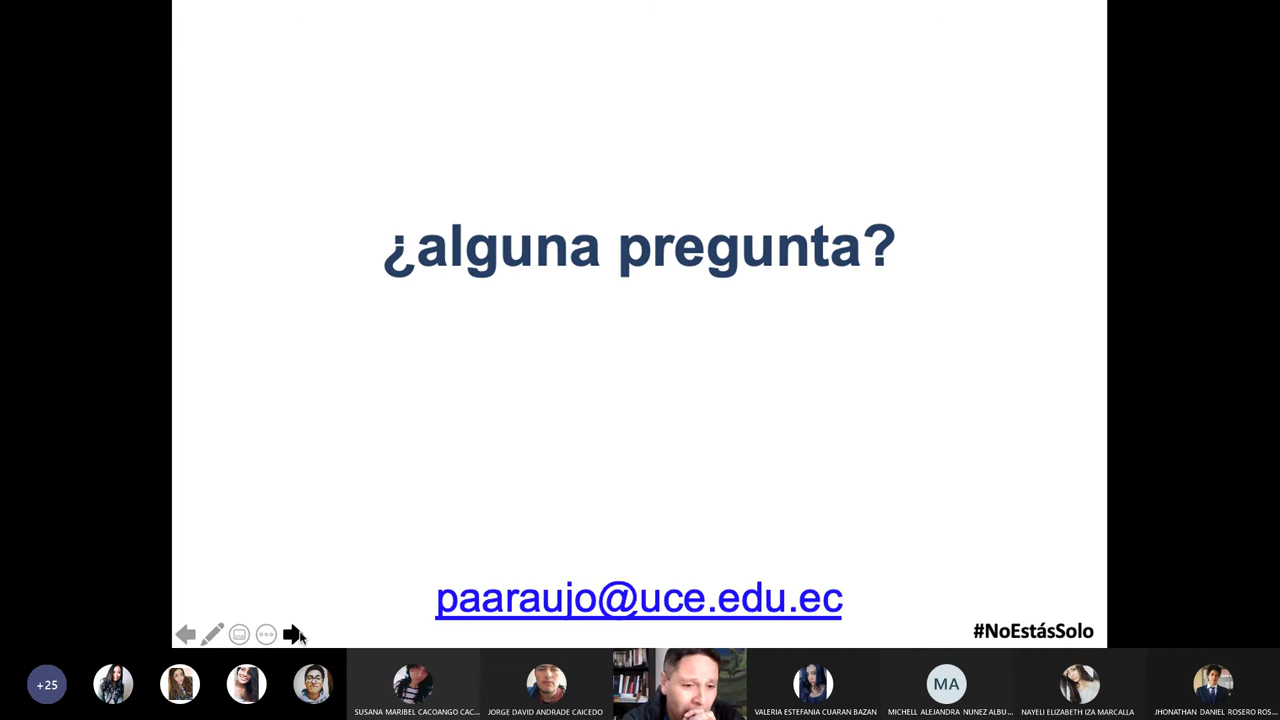 ¿alguna pregunta?
paaraujo@uce.edu.ec
#NoEstásSolo
+25
SUSANA MARIBEL CACOANGO CAC...
JORGE DAVID ANDRADE CAICEDO
VALERIA ESTEFANIA CUARAN BAZAN
MA
MICHELL ALEJANDRA NUNEZ ALBU...
NAYELI ELIZABETH IZA MARCALLA
JHONATHAN DANIEL ROSERO ROS...